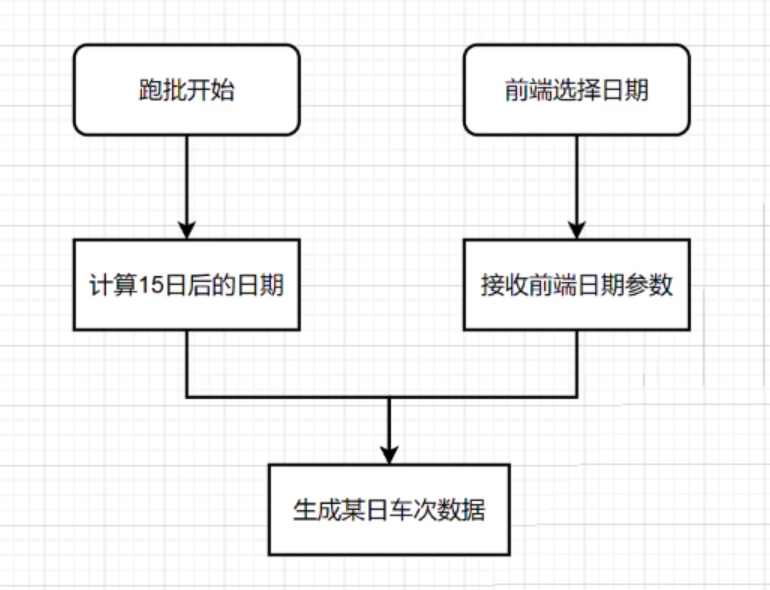 跑批开始
前端选择日期
计算15日后的日期
接收前端日期参数
生成某日车次数据